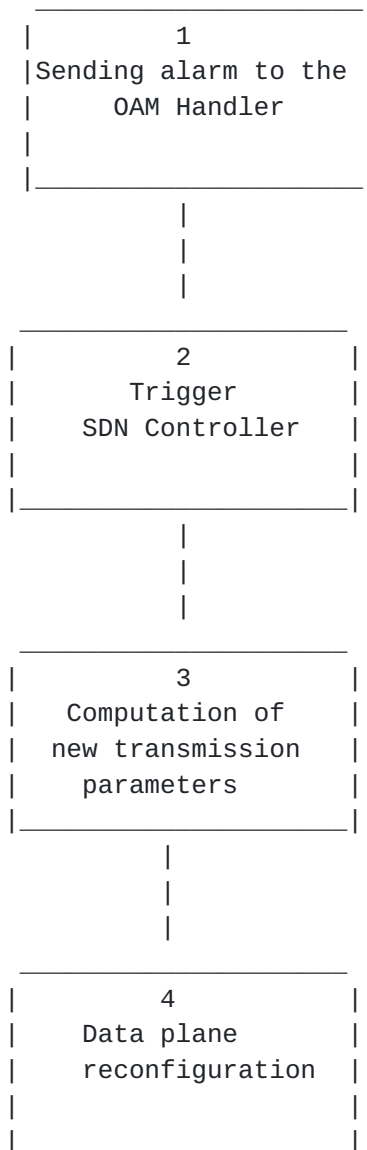 1
Sending alarm to the
OAM Handler
2
Trigger
SDN Controller
3
Computation of
new transmission
parameters
4
Data plane
reconfiguration